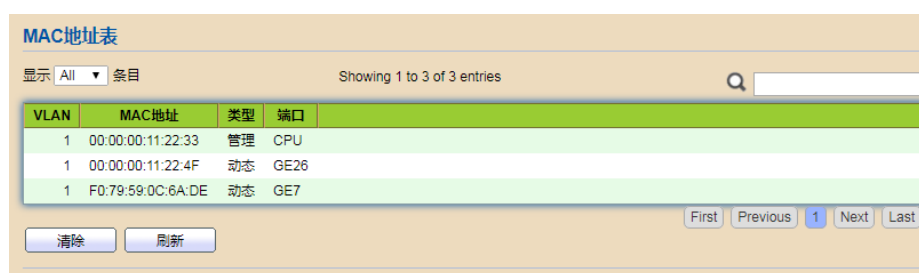 MAC地址表
显示 All ▼ 条目 Showing 1 to 3 of 3 entries
VLAN MAC地址 类型 端口
1 00:00:00:11:22:33 管理 CPU
1 00:00:00:11:22:4F 动态 GE26
1 F0:79:59:0C:6A:DE 动态 GE7
First Previous 1 Next Last
清除 刷新